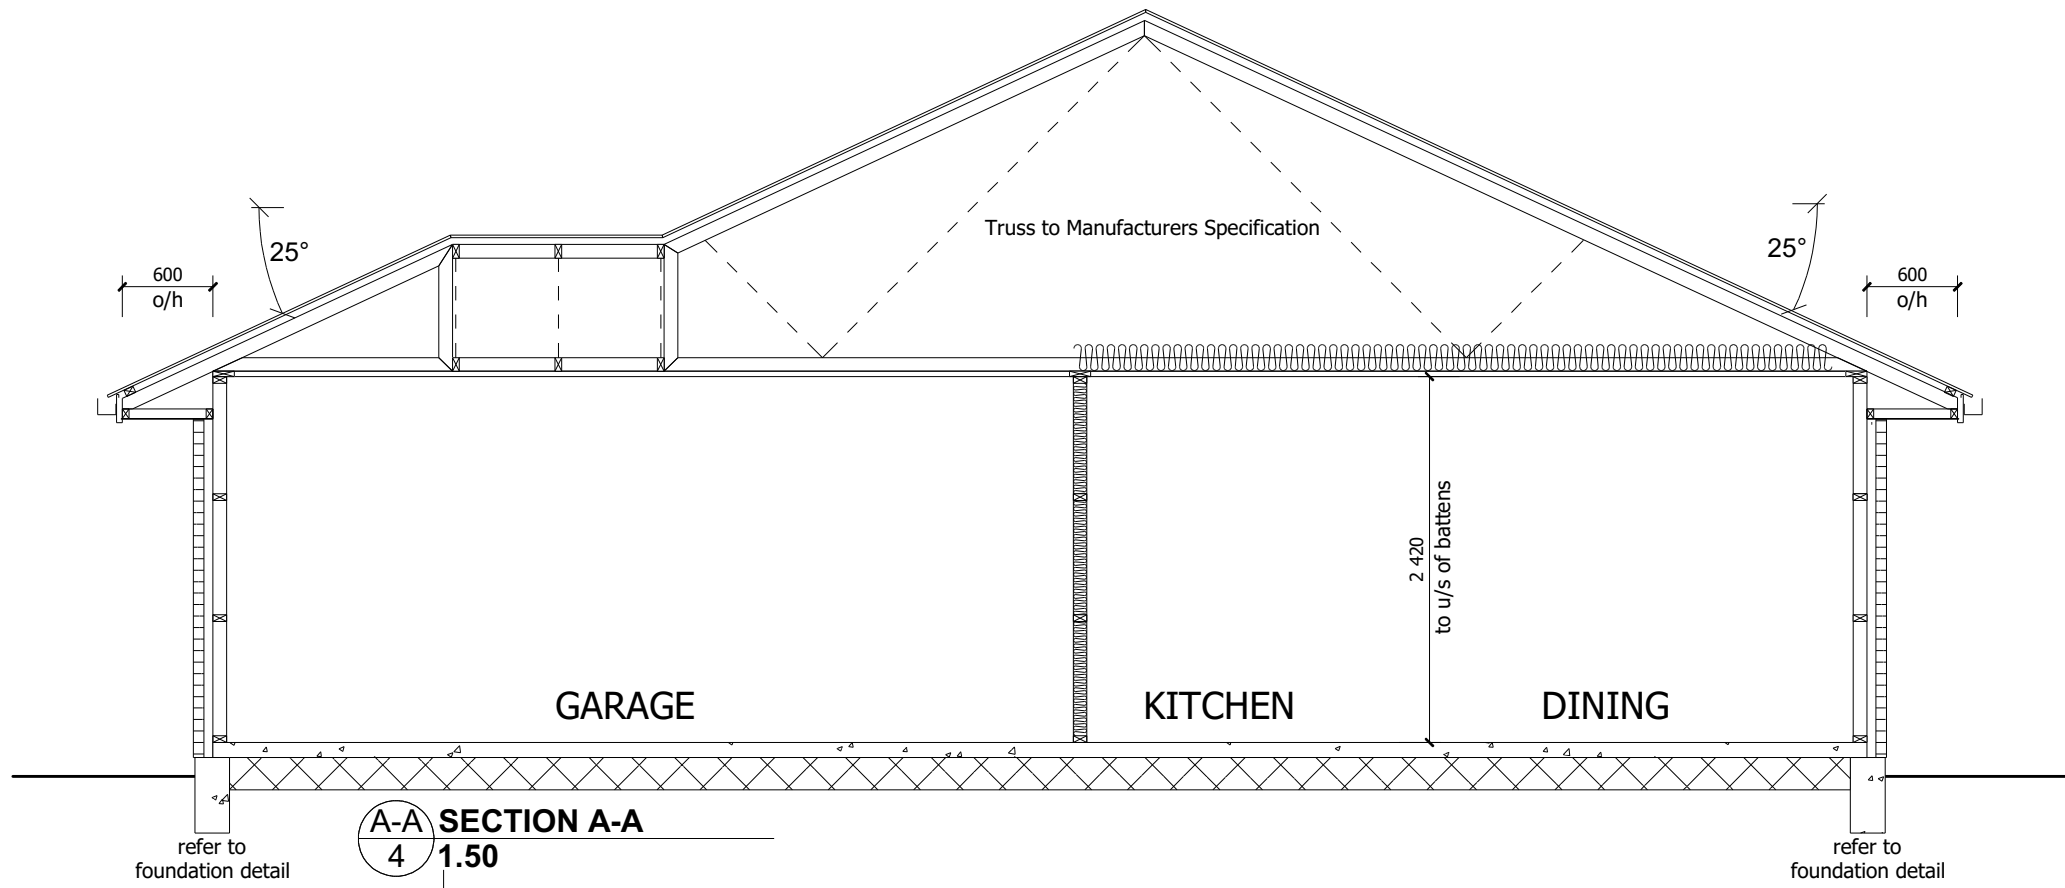 Truss to Manufacturers Specification
25°
25°
600
o/h
600
o/h
2 420
to u/s of battens
GARAGE
KITCHEN
DINING
A-A
4
SECTION A-A
1.50
refer to
foundation detail
refer to
foundation detail